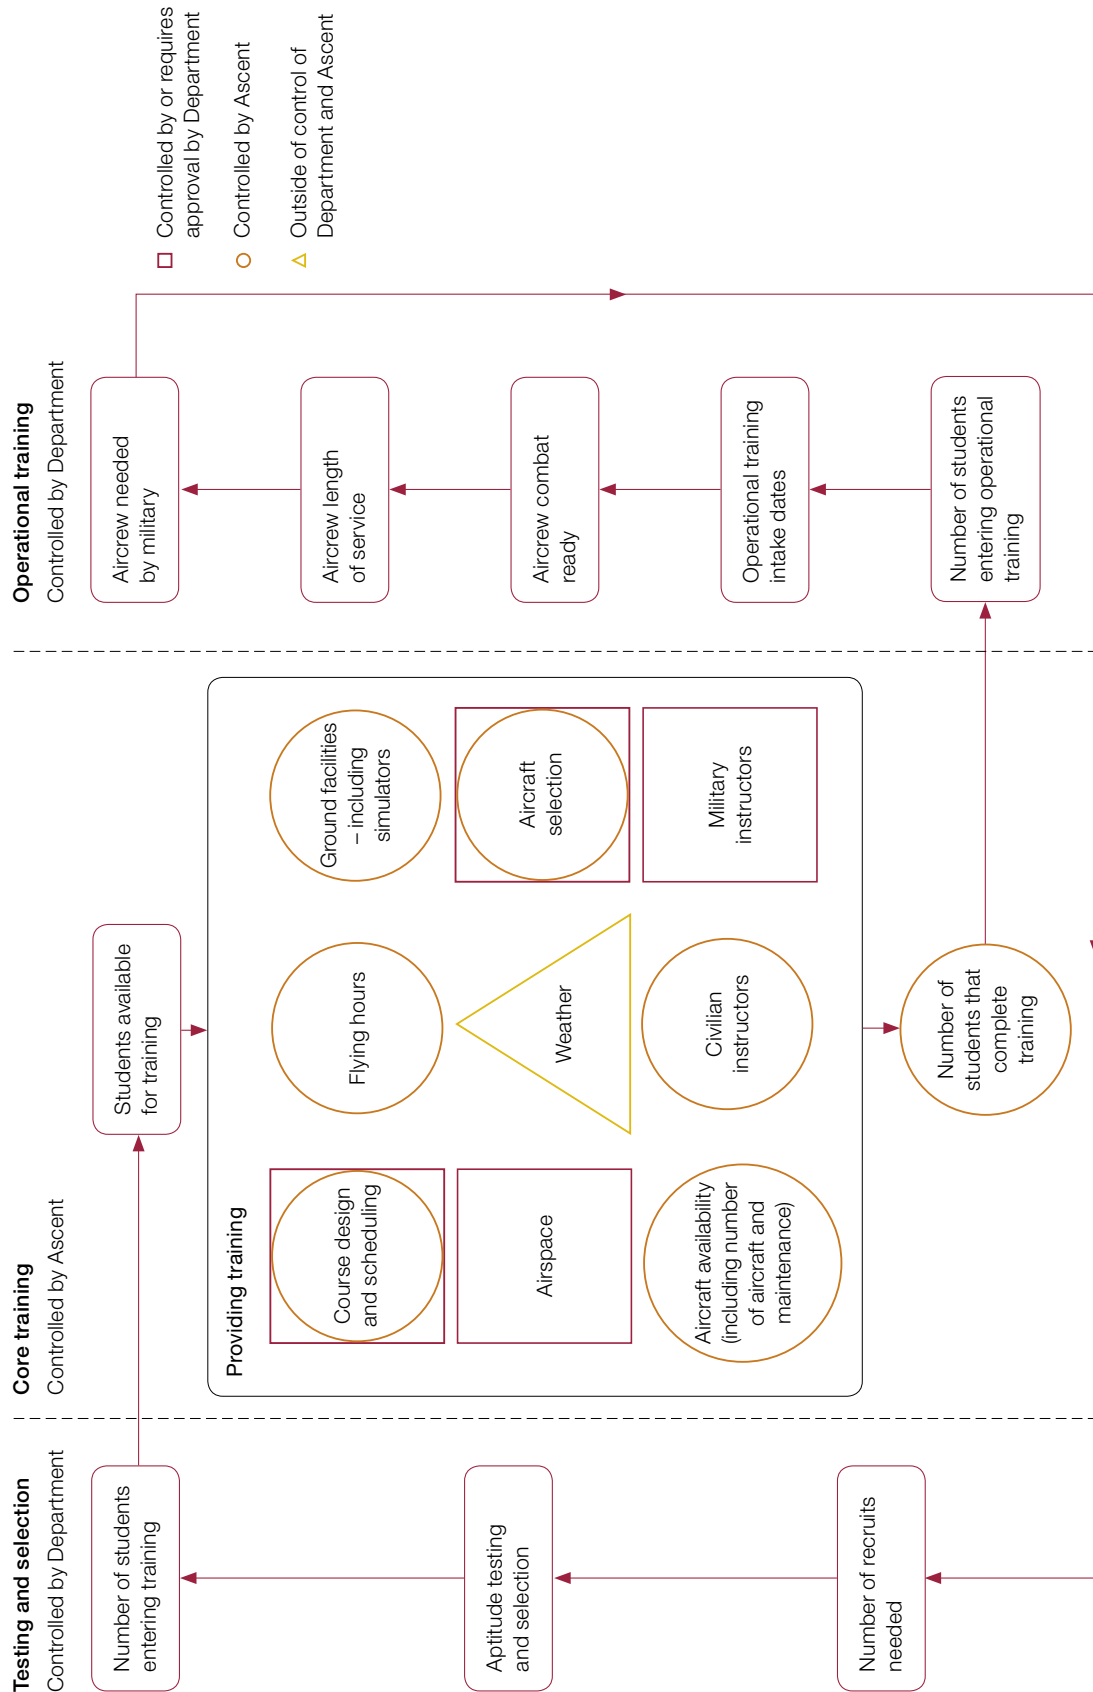 Testing and selection
Controlled by Department
Number of students
entering training
Aptitude testing
and selection
Number of recruits
needed
Core training
Controlled by Ascent
Students available
for training
Providing training
Course design
and scheduling
Flying hours
Ground facilities
– including
simulators
Airspace
Weather
Aircraft
selection
Aircraft availability
(including number
of aircraft and
maintenance)
Civilian
instructors
Military
instructors
Number of
students that
complete
training
Operational training
Controlled by Department
Aircrew needed
by military
Aircrew length
of service
Aircrew combat
ready
Operational training
intake dates
Number of students
entering operational
training
Controlled by or requires
approval by Department
Controlled by Ascent
Outside of control of
Department and Ascent